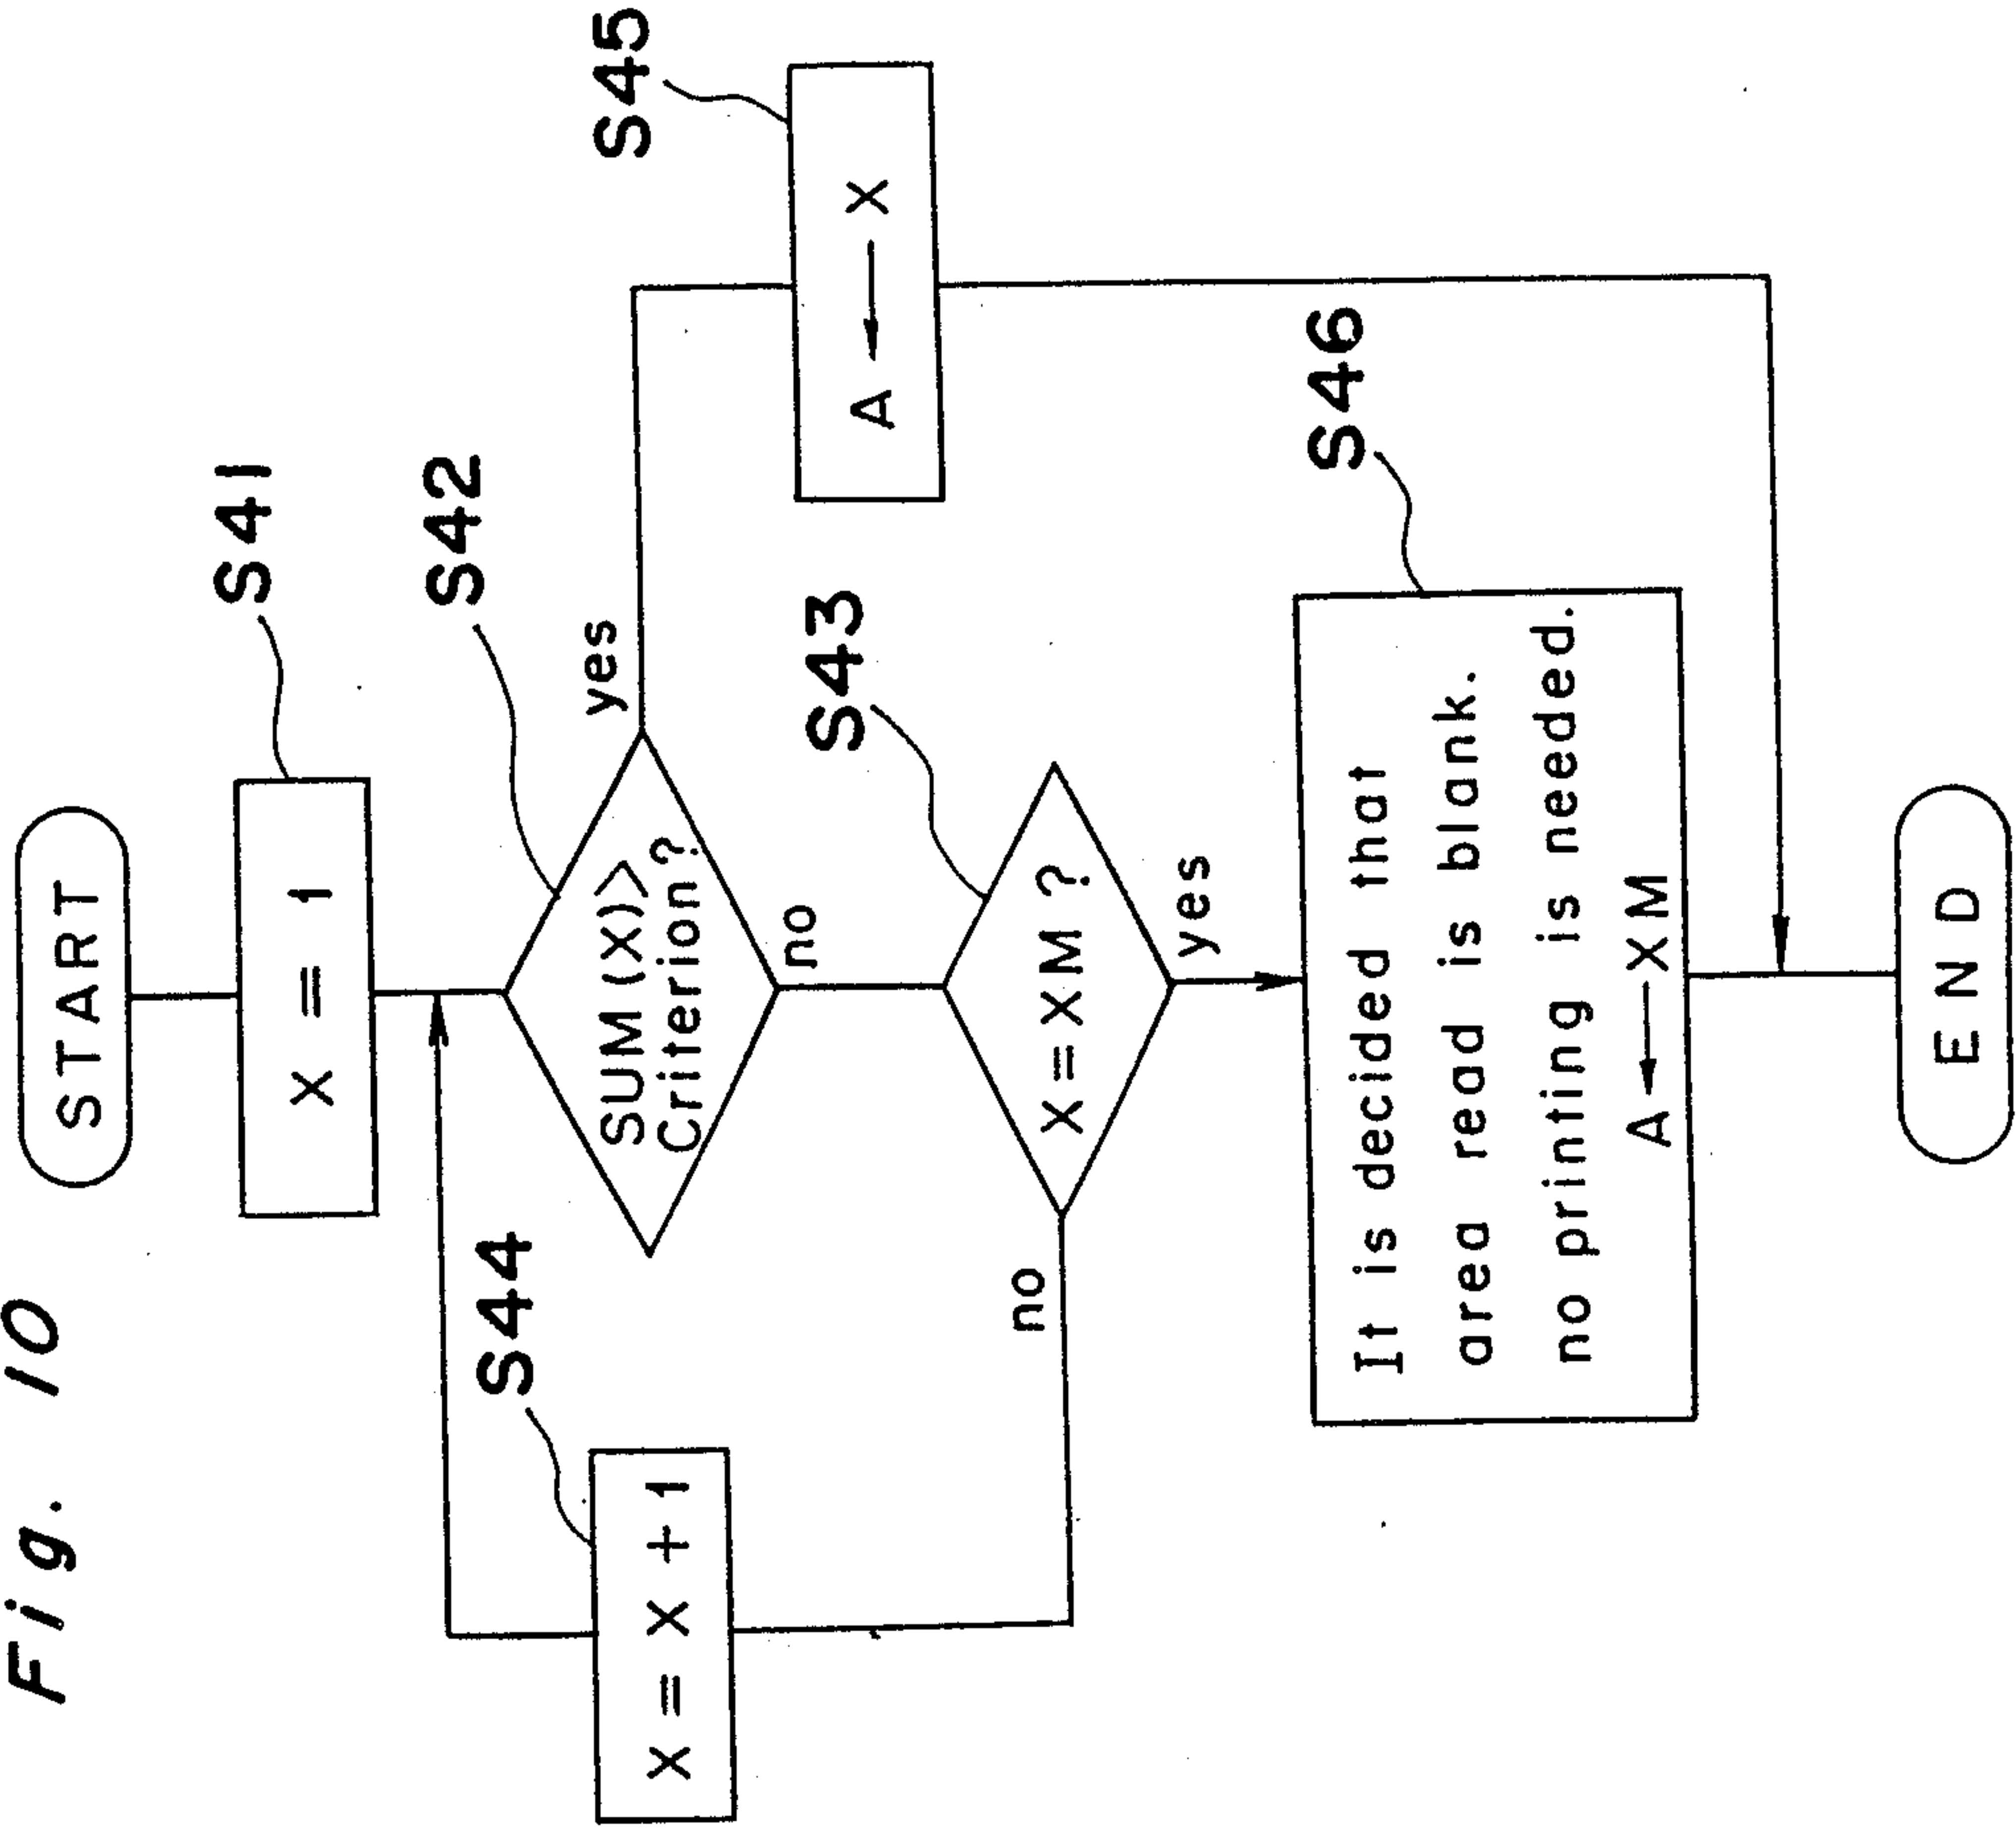 Fig. 10
START
S41
x = 1
S42
SUM(x)>
Criterion?
yes
no
S43
x = xM ?
no
yes
S44
x = x + 1
S45
A ← x
S46
It is decided that
area read is blank.
no printing is needed.
A ← xM
END